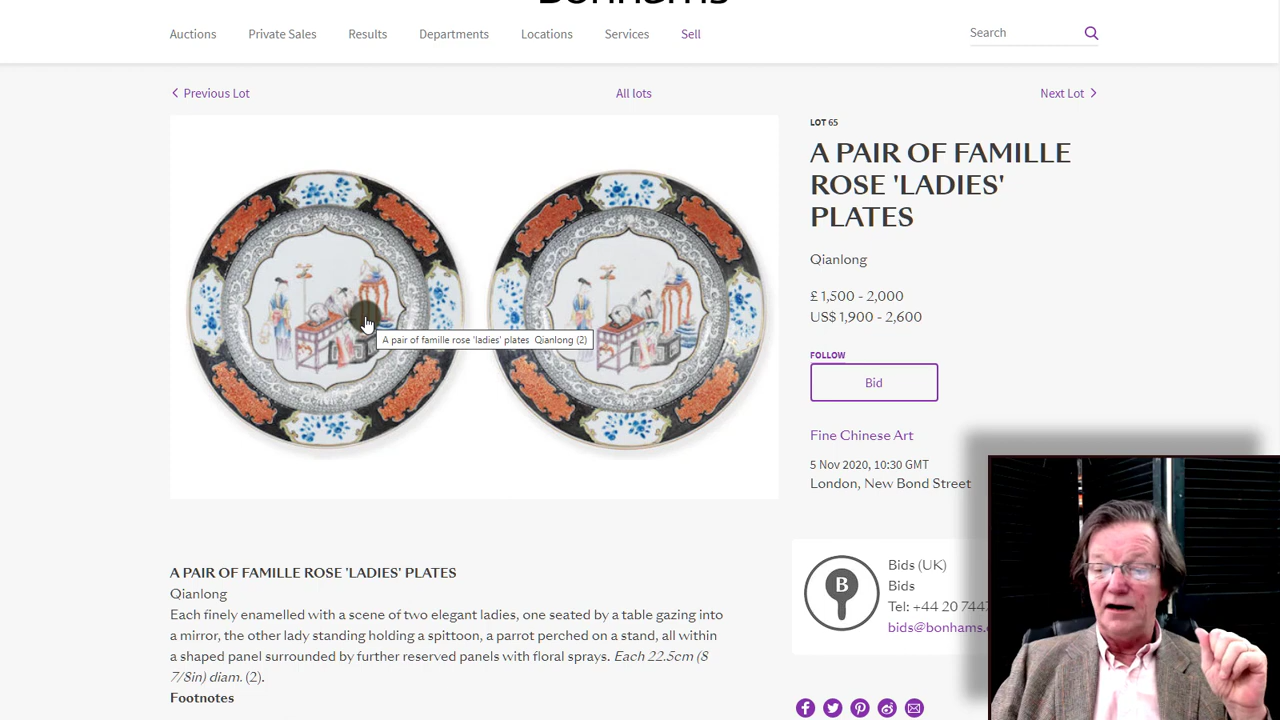 Bonhams
Auctions Private Sales Results Departments Locations Services Sell Search
Previous Lot All lots Next Lot
LOT 65
A PAIR OF FAMILLE
ROSE 'LADIES'
PLATES
Qianlong
£ 1,500 - 2,000
US$ 1,900 - 2,600
A pair of famille rose 'ladies' plates Qianlong (2)
FOLLOW
Bid
Fine Chinese Art
5 Nov 2020, 10:30 GMT
London, New Bond Street
A PAIR OF FAMILLE ROSE 'LADIES' PLATES
Qianlong
Each finely enamelled with a scene of two elegant ladies, one seated by a table gazing into
a mirror, the other lady standing holding a spittoon, a parrot perched on a stand, all within
a shaped panel surrounded by further reserved panels with floral sprays. Each 22.5cm (8
7/8in) diam. (2).
Footnotes
B
Bids (UK)
Bids
Tel: +44 20 7447
bids@bonhams.